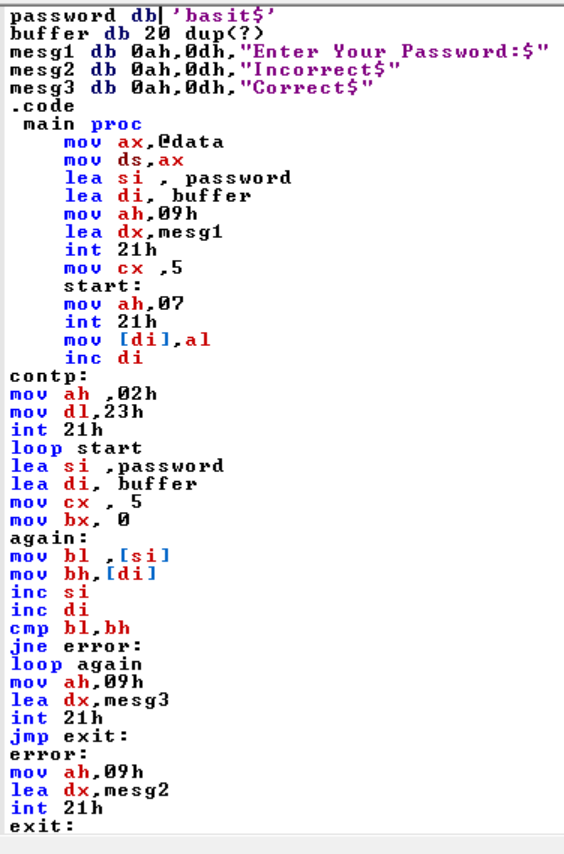 password db 'basit$'
buffer db 20 dup(?)
mesg1 db 0ah,0dh,"Enter Your Password:$"
mesg2 db 0ah,0dh,"Incorrect$"
mesg3 db 0ah,0dh,"Correct$"
.code
main proc
mov ax,@data
mov ds,ax
lea si , password
lea di, buffer
mov ah,09h
lea dx,mesg1
int 21h
mov cx ,5
start:
mov ah,07
int 21h
mov [di],al
inc di
contp:
mov ah ,02h
mov dl,23h
int 21h
loop start
lea si ,password
lea di, buffer
mov cx , 5
mov bx, 0
again:
mov bl ,[si]
mov bh,[di]
inc si
inc di
cmp bl,bh
jne error:
loop again
mov ah,09h
lea dx,mesg3
int 21h
jmp exit:
error:
mov ah,09h
lea dx,mesg2
int 21h
exit: